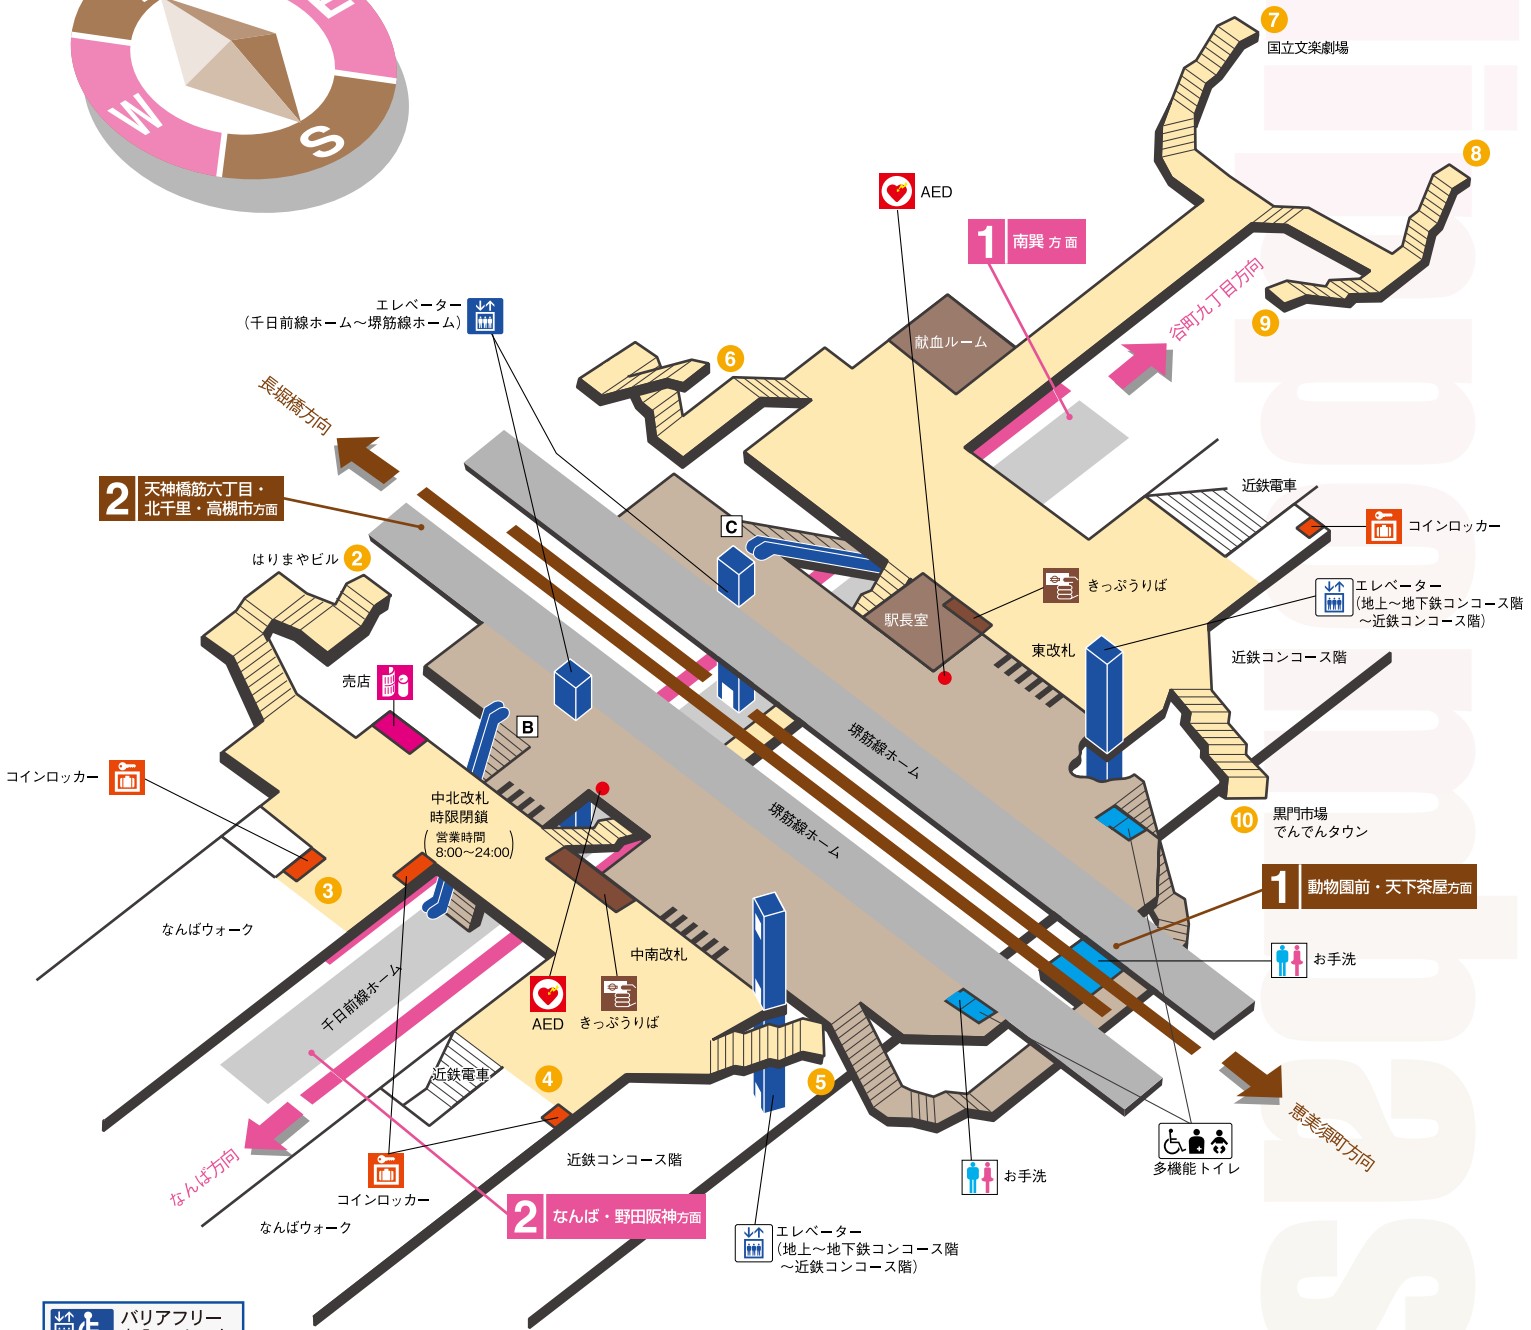 E
W
S
7
国立文楽劇場
8
AED
1 南巽 方面
谷町九丁目方向
9
エレベーター
(千日前線ホーム〜堺筋線ホーム)
献血ルーム
6
長堀橋方向
2 天神橋筋六丁目・
北千里・高槻市方面
近鉄電車
コインロッカー
C
はりまやビル 2
きっぷうりば
エレベーター
(地上〜地下鉄コンコース階
〜近鉄コンコース階)
駅長室
東改札
近鉄コンコース階
売店
B
堺筋線ホーム
コインロッカー
中北改札
時限閉鎖
(営業時間
8:00〜24:00)
堺筋線ホーム
10
黒門市場
でんでんタウン
3
1 動物園前・天下茶屋方面
なんばウォーク
中南改札
お手洗
千日前線ホーム
AED
きっぷうりば
近鉄電車
4
5
恵美須町方向
なんば方向
コインロッカー
近鉄コンコース階
お手洗
多機能トイレ
なんばウォーク
2 なんば・野田阪神方面
エレベーター
(地上〜地下鉄コンコース階
〜近鉄コンコース階)
バリアフリー